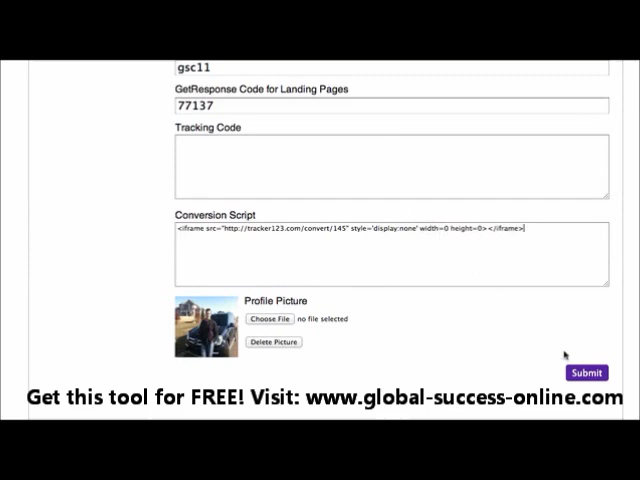 gsc11
GetResponse Code for Landing Pages
77137
Tracking Code
Conversion Script
<iframe src="http://tracker123.com/convert/145" style='display:none' width=0 height=0></iframe>
Profile Picture
Choose File no file selected
Delete Picture
Submit
Get this tool for FREE! Visit: www.global-success-online.com